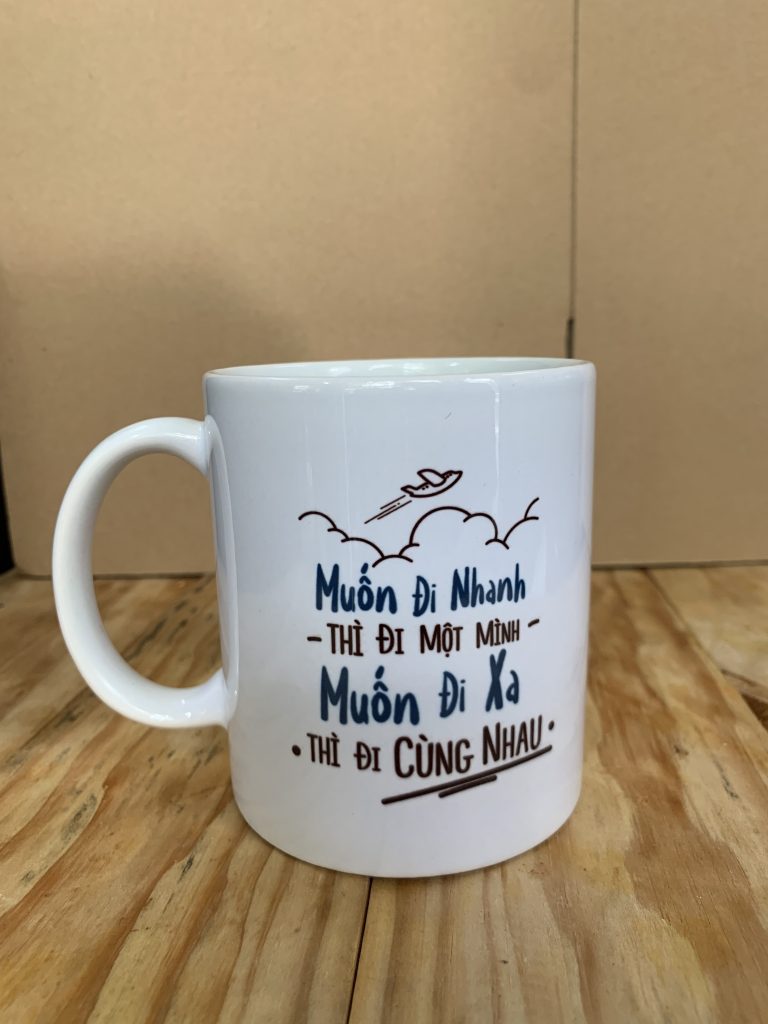 Muốn Đi Nhanh
- THÌ ĐI MỘT MÌNH -
Muốn Đi Xa
• THÌ ĐI CÙNG NHAU •